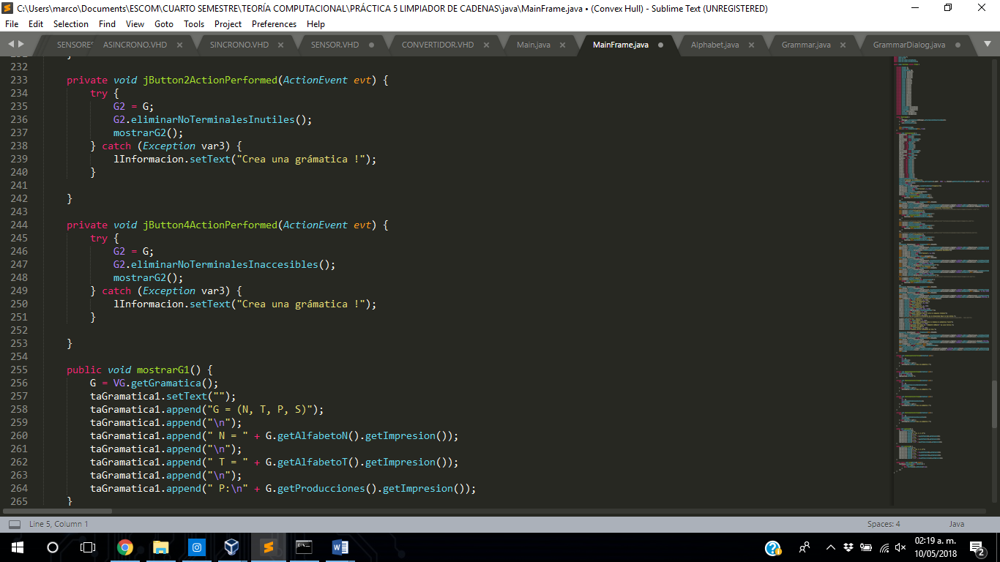 C:\Users\marco\Documents\ESCOM\CUARTO SEMESTRE\TEORÍA COMPUTACIONAL\PRÁCTICA 5 LIMPIADOR DE CADENAS\java\MainFrame.java • (Convex Hull) - Sublime Text (UNREGISTERED)
File Edit Selection Find View Goto Tools Project Preferences Help
SENSORES ASINCRONO.VHD SINCRONO.VHD SENSOR.VHD CONVERTIDOR.VHD Main.java MainFrame.java Alphabet.java Grammar.java GrammarDialog.java
232
233 private void jButton2ActionPerformed(ActionEvent evt) {
234 try {
235 G2 = G;
236 G2.eliminarNoTerminalesInutiles();
237 mostrarG2();
238 } catch (Exception var3) {
239 lInformacion.setText("Crea una grámatica !");
240 }
241
242 }
243
244 private void jButton4ActionPerformed(ActionEvent evt) {
245 try {
246 G2 = G;
247 G2.eliminarNoTerminalesInaccesibles();
248 mostrarG2();
249 } catch (Exception var3) {
250 lInformacion.setText("Crea una grámatica !");
251 }
252
253 }
254
255 public void mostrarG1() {
256 G = VG.getGramatica();
257 taGramatica1.setText("");
258 taGramatica1.append("G = (N, T, P, S)");
259 taGramatica1.append("\n");
260 taGramatica1.append(" N = " + G.getAlfabetoN().getImpresion());
261 taGramatica1.append("\n");
262 taGramatica1.append(" T = " + G.getAlfabetoT().getImpresion());
263 taGramatica1.append("\n");
264 taGramatica1.append(" P:\n" + G.getProducciones().getImpresion());
265 }
Line 5, Column 1 Spaces: 4 Java
02:19 a. m.
10/05/2018
2